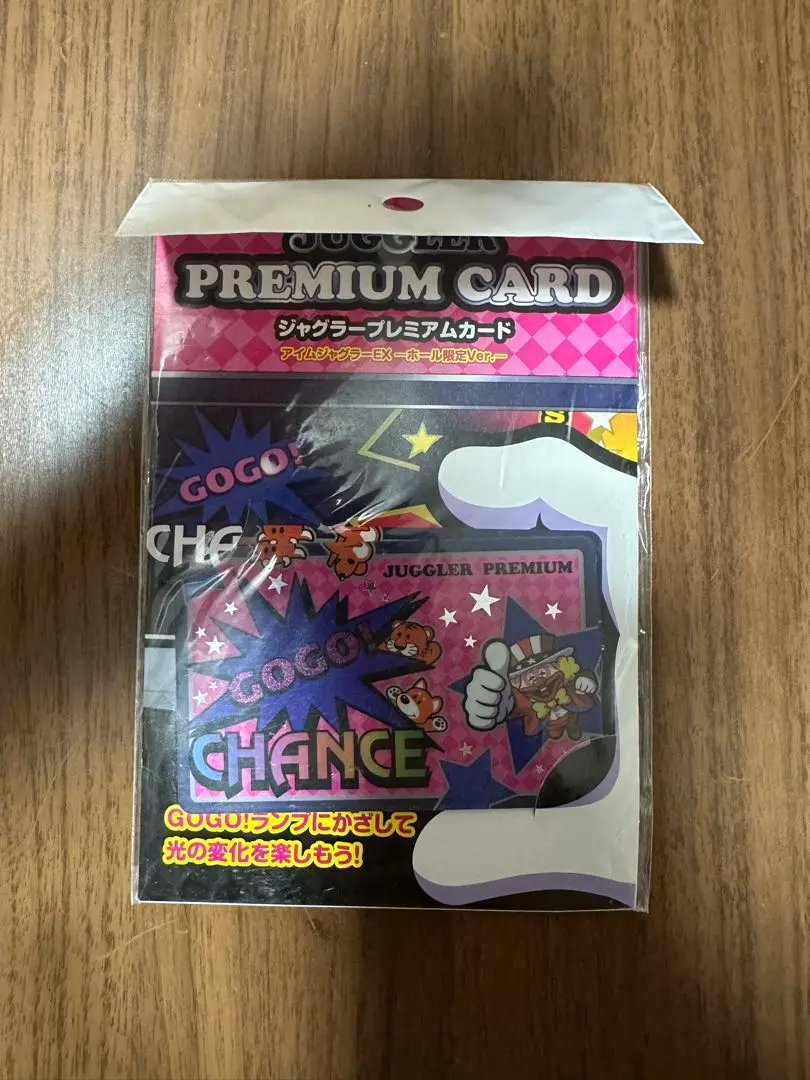 JUGGLER
PREMIUM CARD
ジャグラープレミアムカード
アイムジャグラーEX ―ホール限定Ver.―
GOGO!
CHA
S
JUGGLER PREMIUM
GOGO!
CHANCE
GOGO!ランプにかざして
光の変化を楽しもう!